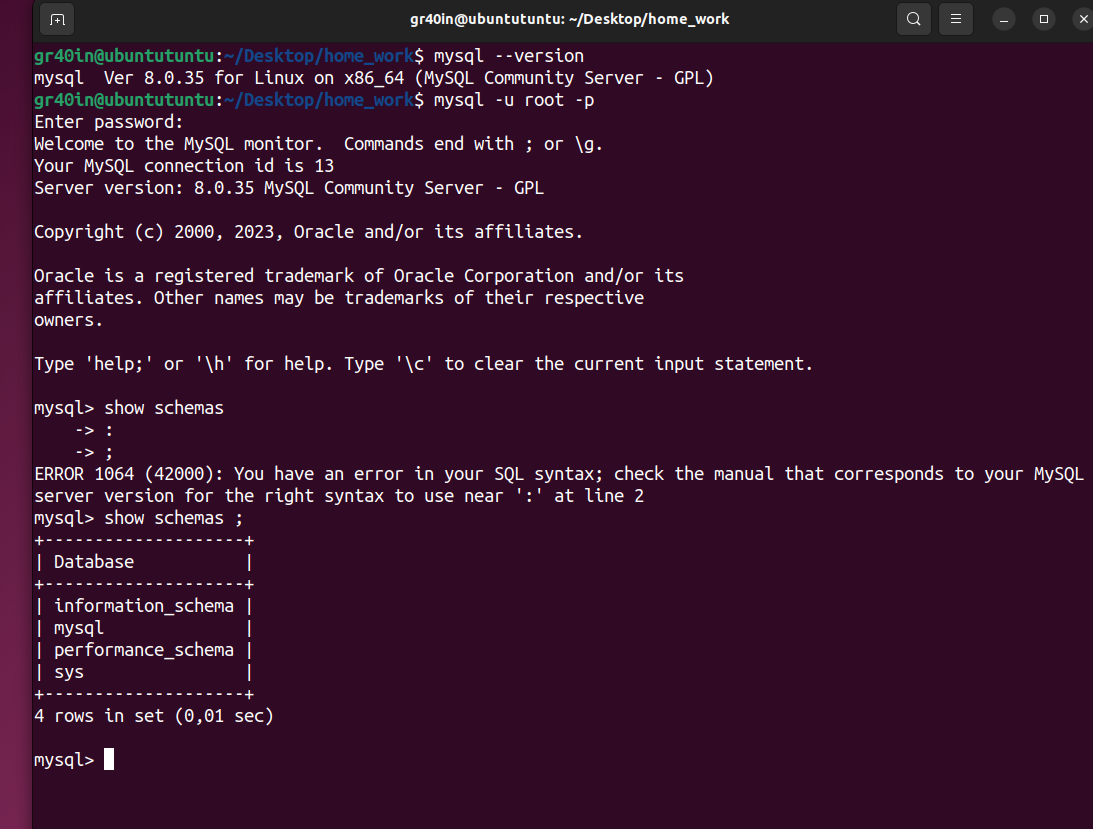 gr40in@ubuntutuntu: ~/Desktop/home_work
gr40in@ubuntutuntu:~/Desktop/home_work$ mysql --version
mysql  Ver 8.0.35 for Linux on x86_64 (MySQL Community Server - GPL)
gr40in@ubuntutuntu:~/Desktop/home_work$ mysql -u root -p
Enter password:
Welcome to the MySQL monitor.  Commands end with ; or \g.
Your MySQL connection id is 13
Server version: 8.0.35 MySQL Community Server - GPL

Copyright (c) 2000, 2023, Oracle and/or its affiliates.

Oracle is a registered trademark of Oracle Corporation and/or its
affiliates. Other names may be trademarks of their respective
owners.

Type 'help;' or '\h' for help. Type '\c' to clear the current input statement.

mysql> show schemas
    -> :
    -> ;
ERROR 1064 (42000): You have an error in your SQL syntax; check the manual that corresponds to your MySQL
server version for the right syntax to use near ':' at line 2
mysql> show schemas ;
+--------------------+
| Database           |
+--------------------+
| information_schema |
| mysql              |
| performance_schema |
| sys                |
+--------------------+
4 rows in set (0,01 sec)

mysql>